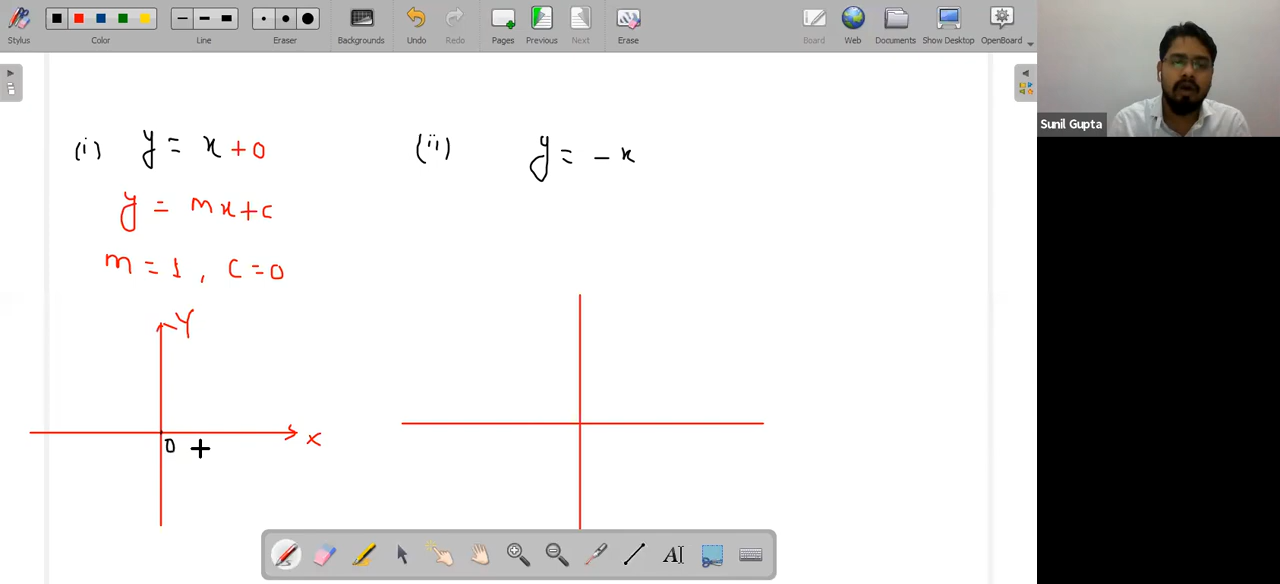 Stylus
Color
Line
Eraser
Backgrounds
Undo
Redo
Pages
Previous
Next
Erase
Board
Web
Documents
Show Desktop
OpenBoard
Sunil Gupta
(i) y = x + 0
(ii) y = - x
y = mx + c
m = 1 , c = 0
Y
0
x
AI